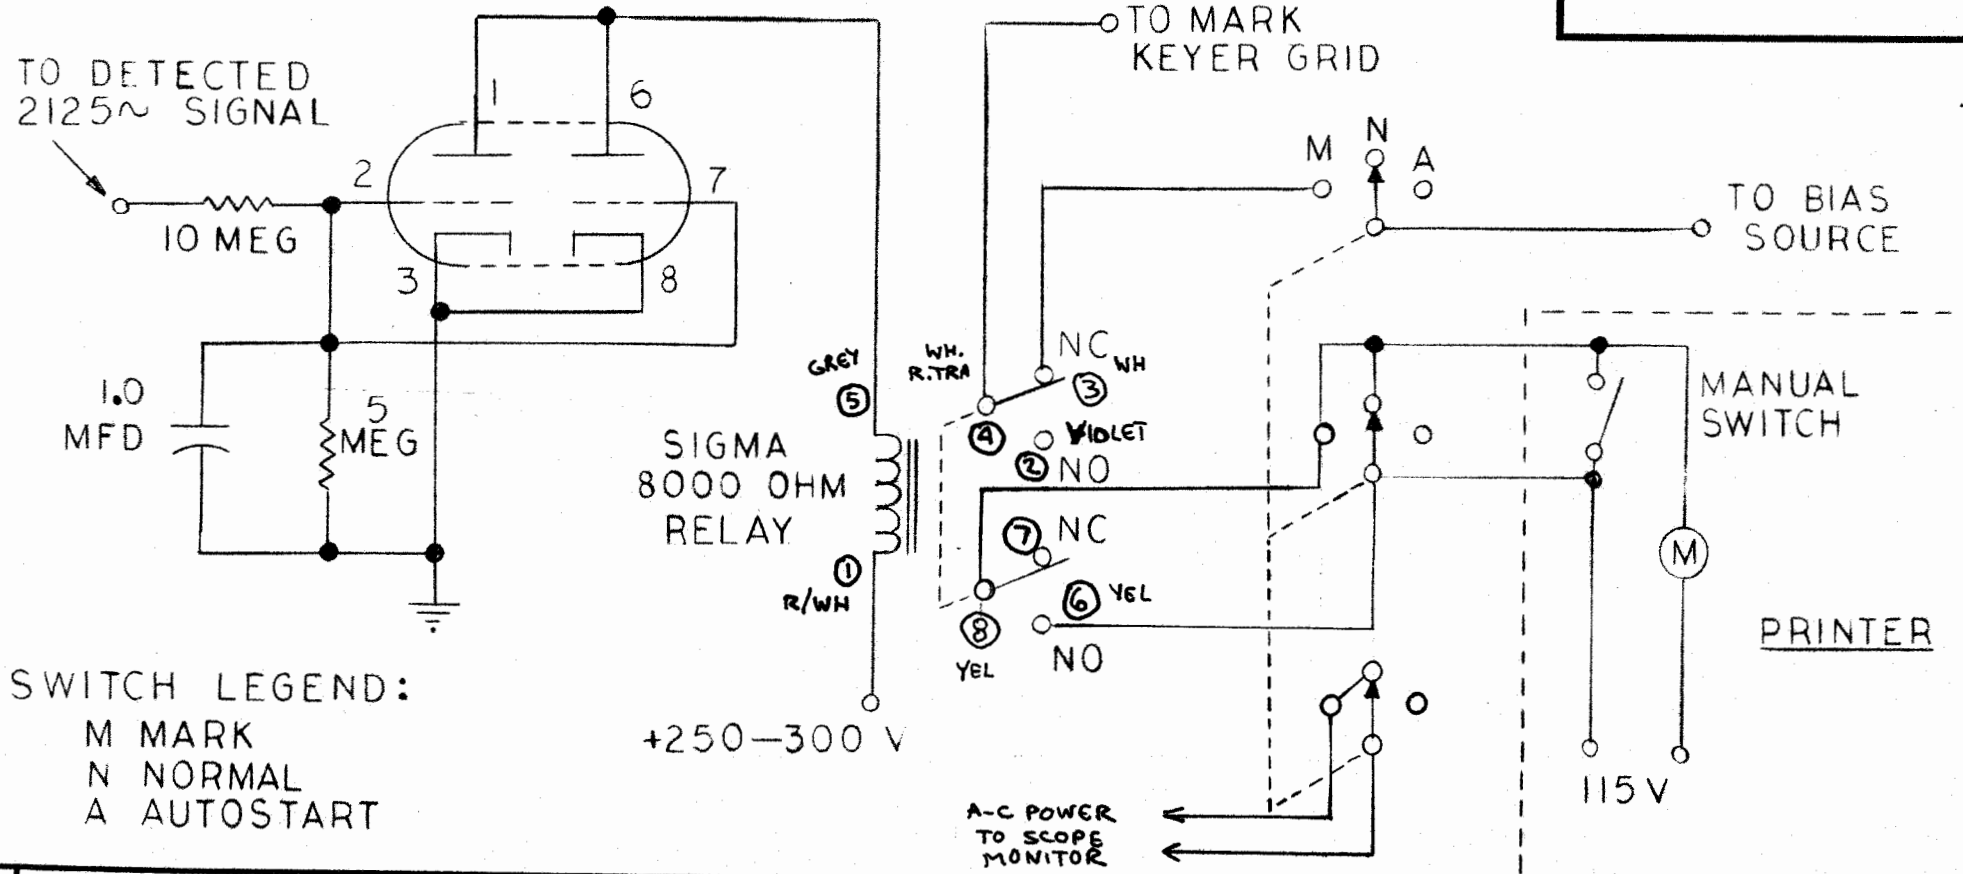 TO MARK
KEYER GRID
TO DETECTED
2125~ SIGNAL
1
6
2
7
10 MEG
3
8
M
N
A
TO BIAS
SOURCE
1.0
MFD
5
MEG
GREY
5
WH.
R.TRA
NC WH
3
4
VIOLET
2 NO
SIGMA
8000 OHM
RELAY
1
R/WH
7 NC
6 YEL
8
YEL
NO
MANUAL
SWITCH
M
PRINTER
115 V
+250—300 V
SWITCH LEGEND:
M MARK
N NORMAL
A AUTOSTART
A-C POWER
TO SCOPE
MONITOR